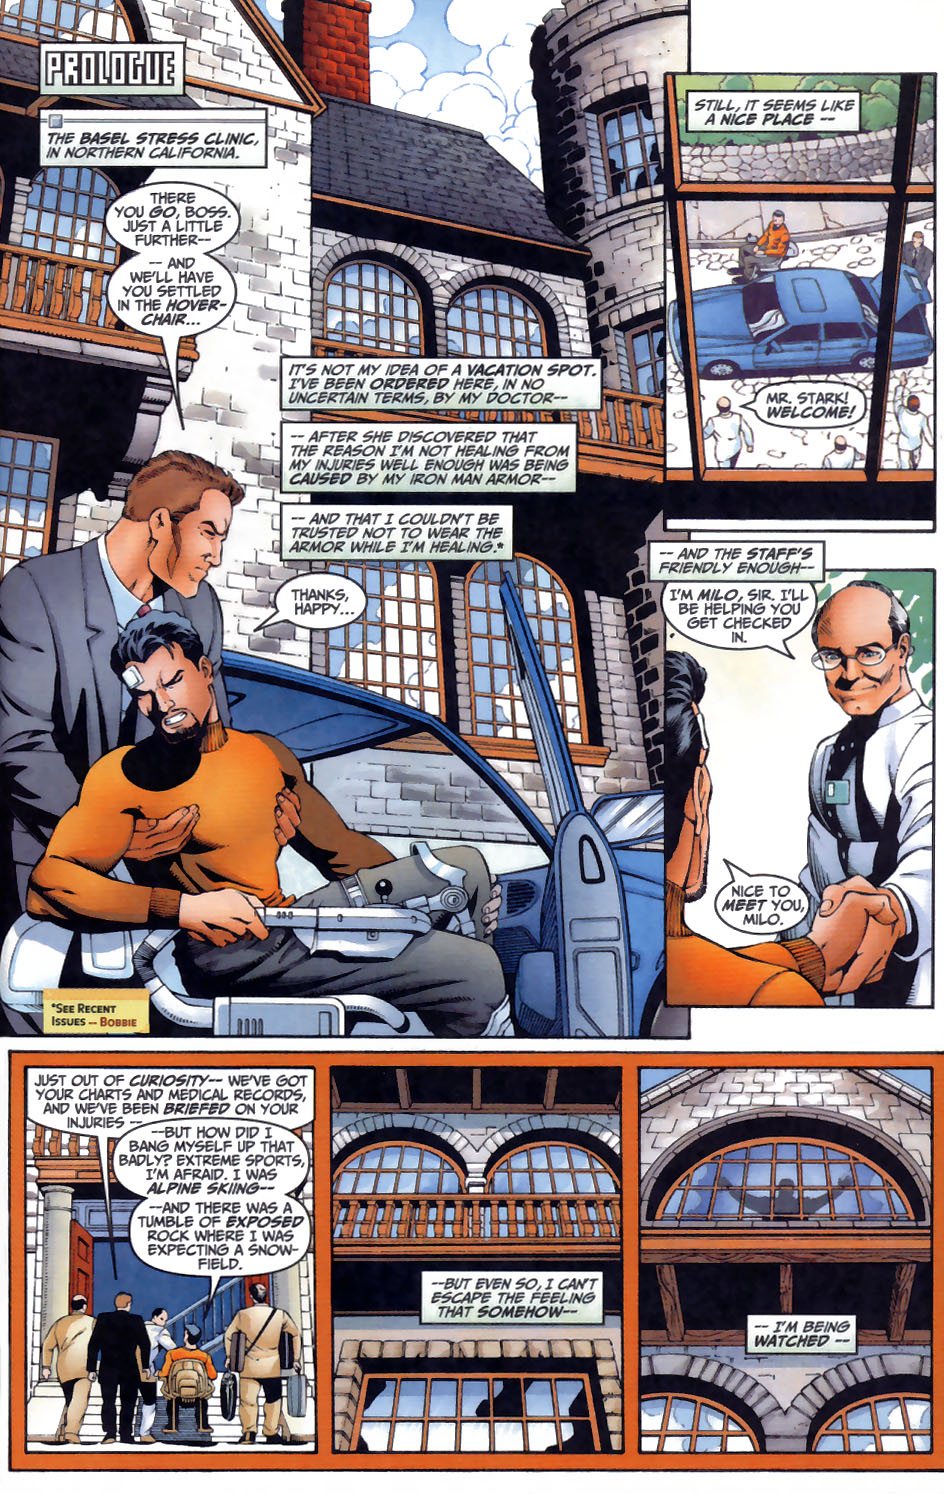 PROLOGUE
THE BASEL STRESS CLINIC,
IN NORTHERN CALIFORNIA.
THERE
YOU GO, BOSS.
JUST A LITTLE
FURTHER--
-- AND
WE'LL HAVE
YOU SETTLED
IN THE HOVER-
CHAIR...
IT'S NOT MY IDEA OF A VACATION SPOT.
I'VE BEEN ORDERED HERE, IN NO
UNCERTAIN TERMS, BY MY DOCTOR--
-- AFTER SHE DISCOVERED THAT
THE REASON I'M NOT HEALING FROM
MY INJURIES WELL ENOUGH WAS BEING
CAUSED BY MY IRON MAN ARMOR--
-- AND THAT I COULDN'T BE
TRUSTED NOT TO WEAR THE
ARMOR WHILE I'M HEALING.*
THANKS,
HAPPY...
*SEE RECENT
ISSUES -- BOBBIE
STILL, IT SEEMS LIKE
A NICE PLACE --
MR. STARK!
WELCOME!
-- AND THE STAFF'S
FRIENDLY ENOUGH--
I'M MILO, SIR. I'LL
BE HELPING YOU
GET CHECKED
IN.
NICE TO
MEET YOU,
MILO.
JUST OUT OF CURIOSITY-- WE'VE GOT
YOUR CHARTS AND MEDICAL RECORDS,
AND WE'VE BEEN BRIEFED ON YOUR
INJURIES --
--BUT HOW DID I
BANG MYSELF UP THAT
BADLY? EXTREME SPORTS,
I'M AFRAID. I WAS
ALPINE SKIING--
--AND THERE WAS A
TUMBLE OF EXPOSED
ROCK WHERE I WAS
EXPECTING A SNOW-
FIELD.
--BUT EVEN SO, I CAN'T
ESCAPE THE FEELING
THAT SOMEHOW--
-- I'M BEING
WATCHED --